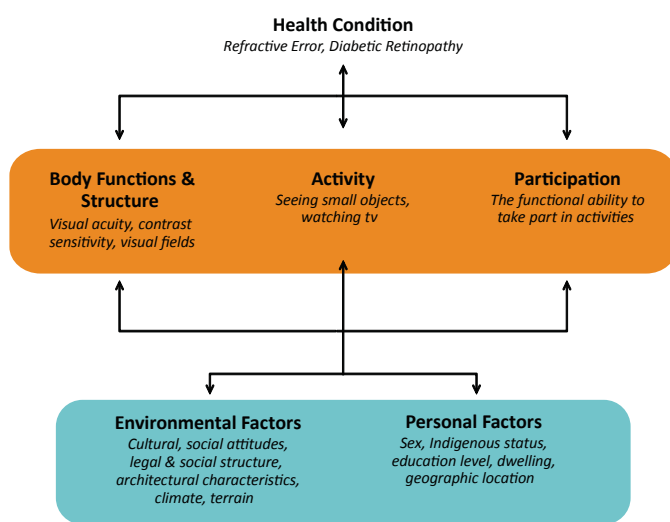 Health Condition
Refractive Error, Diabetic Retinopathy
Body Functions &
Structure
Visual acuity, contrast
sensitivity, visual fields
Activity
Seeing small objects,
watching tv
Participation
The functional ability to
take part in activities
Environmental Factors
Cultural, social attitudes,
legal & social structure,
architectural characteristics,
climate, terrain
Personal Factors
Sex, Indigenous status,
education level, dwelling,
geographic location